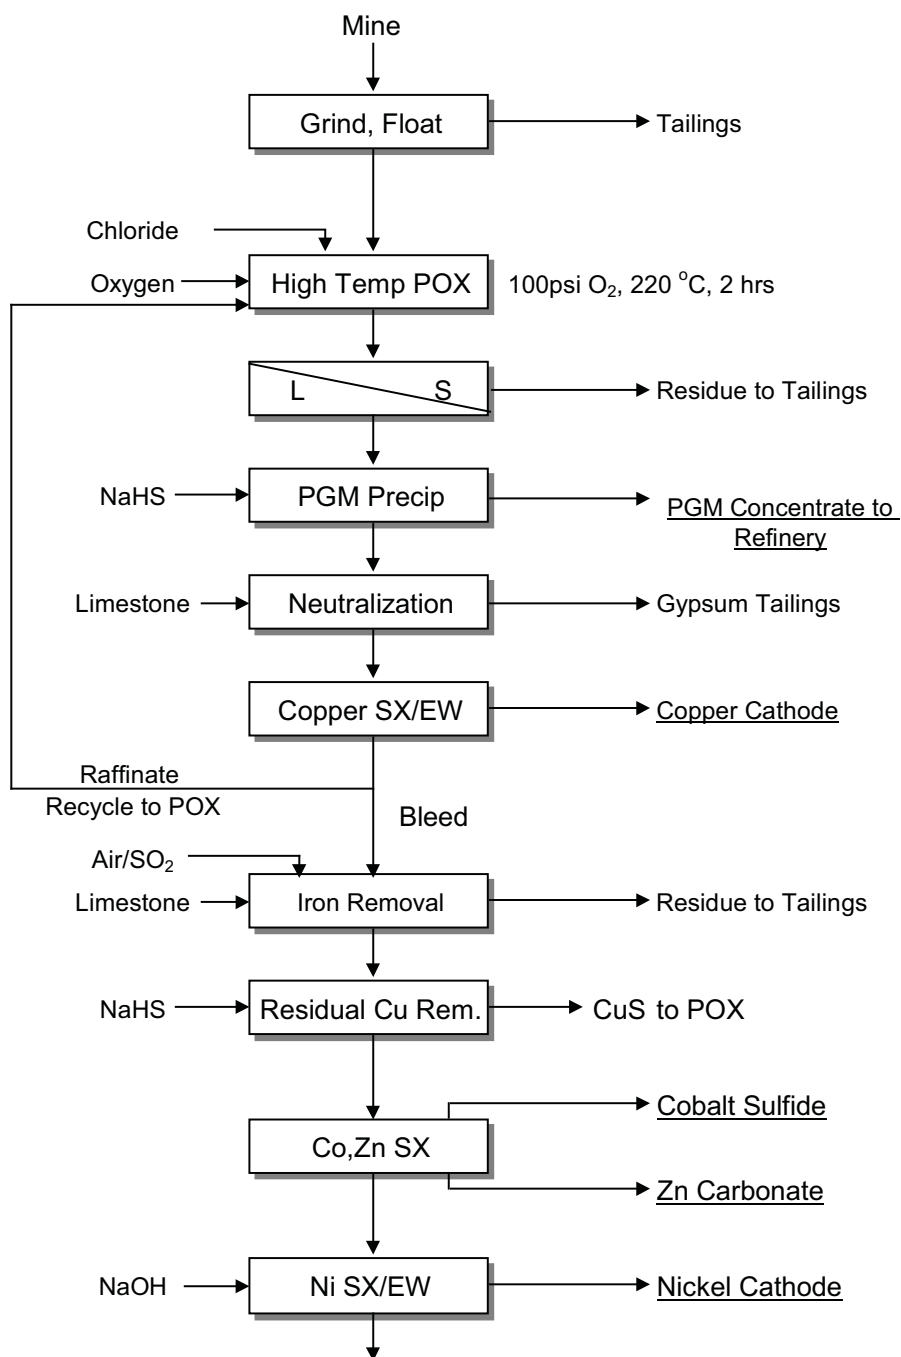 Mine
Grind, Float
Tailings
Chloride
Oxygen
High Temp POX
100psi O₂, 220 °C, 2 hrs
L S
Residue to Tailings
NaHS
PGM Precip
PGM Concentrate to
Refinery
Limestone
Neutralization
Gypsum Tailings
Copper SX/EW
Copper Cathode
Raffinate
Recycle to POX
Bleed
Air/SO₂
Limestone
Iron Removal
Residue to Tailings
NaHS
Residual Cu Rem.
CuS to POX
Cobalt Sulfide
Co,Zn SX
Zn Carbonate
NaOH
Ni SX/EW
Nickel Cathode